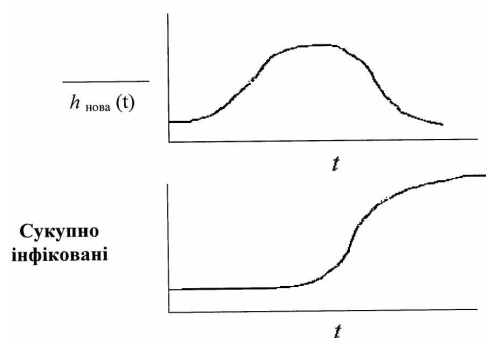 h нова (t)
t
Сукупно
інфіковані
t